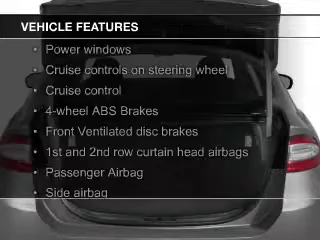 VEHICLE FEATURES
• Power windows
• Cruise controls on steering wheel
• Cruise control
• 4-wheel ABS Brakes
• Front Ventilated disc brakes
• 1st and 2nd row curtain head airbags
• Passenger Airbag
• Side airbag